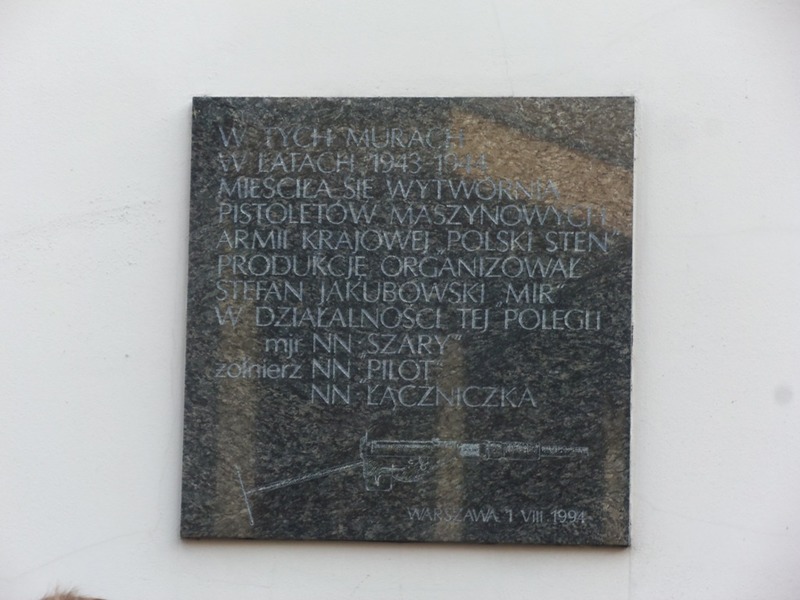 W TYCH MURACH
W LATACH 1943 1944
MIEŚCIŁA SIĘ WYTWÓRNIA
PISTOLETÓW MASZYNOWYCH
ARMII KRAJOWEJ „POLSKI STEN”
PRODUKCJĘ ORGANIZOWAŁ
STEFAN JAKUBOWSKI "MIR"
W DZIAŁALNOŚCI TEJ POLEGLI
mjr NN „SZARY”
żołnierz NN „PILOT”
NN ŁĄCZNICZKA
WARSZAWA 1 VIII 1994